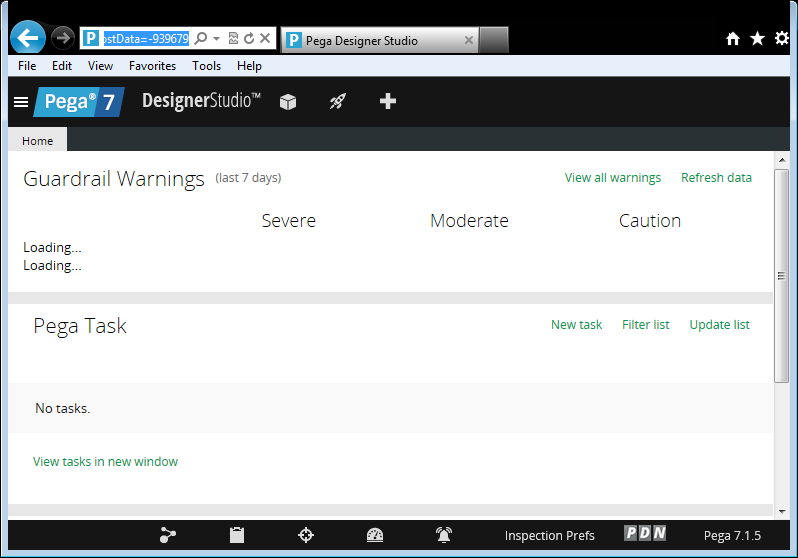 P ostData=-939679
P Pega Designer Studio
File Edit View Favorites Tools Help
Pega® 7 DesignerStudio™
Home
Guardrail Warnings (last 7 days) View all warnings Refresh data
Severe Moderate Caution
Loading...
Loading...
Pega Task New task Filter list Update list
No tasks.
View tasks in new window
Inspection Prefs PDN Pega 7.1.5